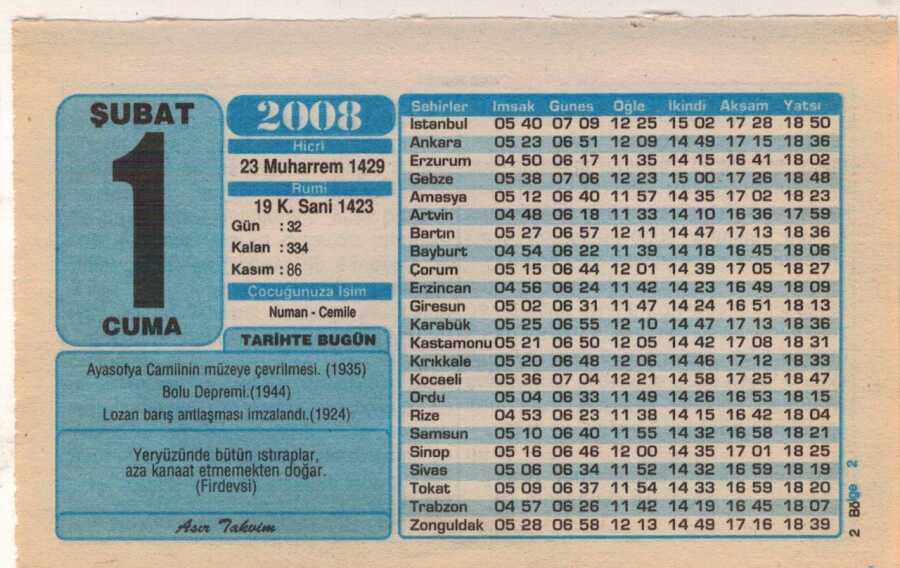 ŞUBAT
1
CUMA
2008
Hicri
23 Muharrem 1429
Rumi
19 K. Sani 1423
Gün : 32
Kalan : 334
Kasım : 86
Çocuğunuza İsim
Numan - Cemile
TARİHTE BUGÜN
Ayasofya Camiinin müzeye çevrilmesi. (1935)
Bolu Depremi.(1944)
Lozan barış antlaşması imzalandı.(1924)
Yeryüzünde bütün ıstıraplar,
aza kanaat etmemekten doğar.
(Firdevsi)
Asır Takvim
Şehirler İmsak Güneş Öğle İkindi Akşam Yatsı
İstanbul 05 40 07 09 12 25 15 02 17 28 18 50
Ankara 05 23 06 51 12 09 14 49 17 15 18 36
Erzurum 04 50 06 17 11 35 14 15 16 41 18 02
Gebze 05 38 07 06 12 23 15 00 17 26 18 48
Amasya 05 12 06 40 11 57 14 35 17 02 18 23
Artvin 04 48 06 18 11 33 14 10 16 36 17 59
Bartın 05 27 06 57 12 11 14 47 17 13 18 36
Bayburt 04 54 06 22 11 39 14 18 16 45 18 06
Çorum 05 15 06 44 12 01 14 39 17 05 18 27
Erzincan 04 56 06 24 11 42 14 23 16 49 18 09
Giresun 05 02 06 31 11 47 14 24 16 51 18 13
Karabük 05 25 06 55 12 10 14 47 17 13 18 36
Kastamonu 05 21 06 50 12 05 14 42 17 08 18 31
Kırıkkale 05 20 06 48 12 06 14 46 17 12 18 33
Kocaeli 05 36 07 04 12 21 14 58 17 25 18 47
Ordu 05 04 06 33 11 49 14 26 16 53 18 15
Rize 04 53 06 23 11 38 14 15 16 42 18 04
Samsun 05 10 06 40 11 55 14 32 16 58 18 21
Sinop 05 16 06 46 12 00 14 35 17 01 18 25
Sivas 05 06 06 34 11 52 14 32 16 59 18 19
Tokat 05 09 06 37 11 54 14 33 16 59 18 20
Trabzon 04 57 06 26 11 42 14 19 16 45 18 07
Zonguldak 05 28 06 58 12 13 14 49 17 16 18 39
2 Bölge 2